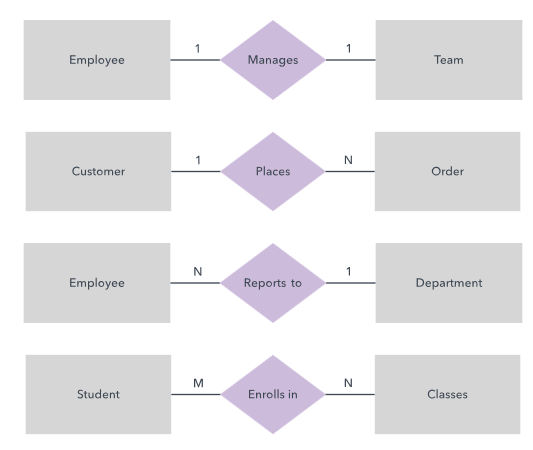 Employee 1 Manages 1 Team
Customer 1 Places N Order
Employee N Reports to 1 Department
Student M Enrolls in N Classes